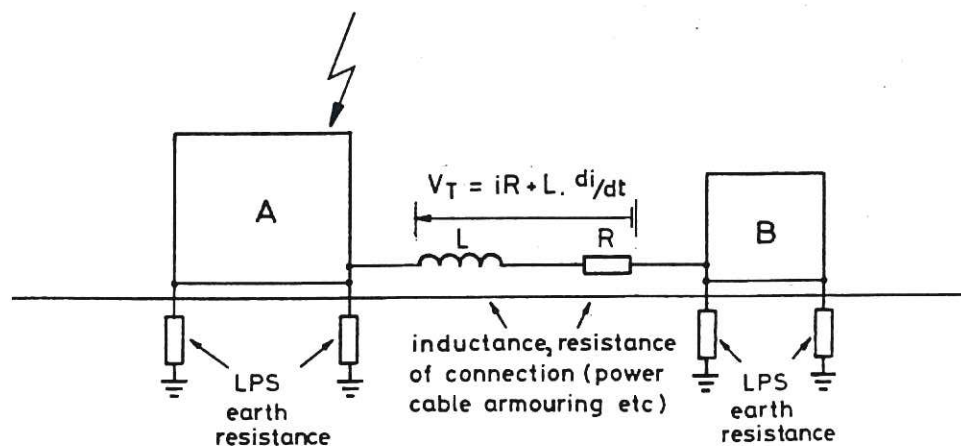 A
V_T = iR + L. di/dt
L
R
B
inductance, resistance
of connection (power
cable armouring etc)
LPS
earth
resistance
LPS
earth
resistance